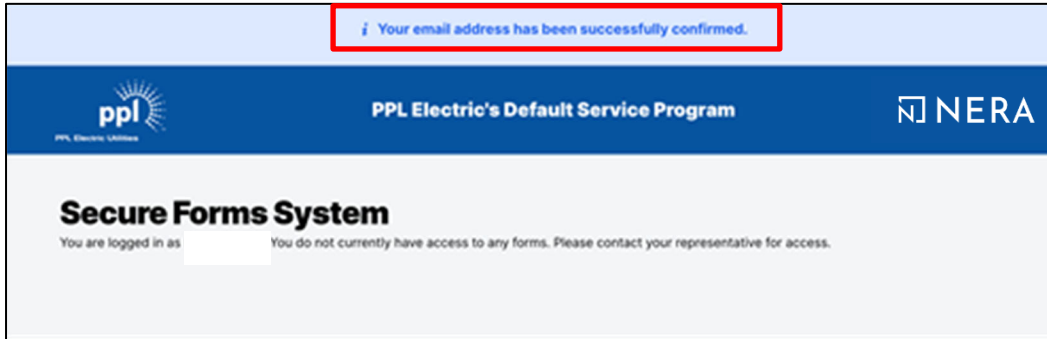 i Your email address has been successfully confirmed.
ppl
PPL Electric Utilities
PPL Electric's Default Service Program
NERA
Secure Forms System
You are logged in as You do not currently have access to any forms. Please contact your representative for access.